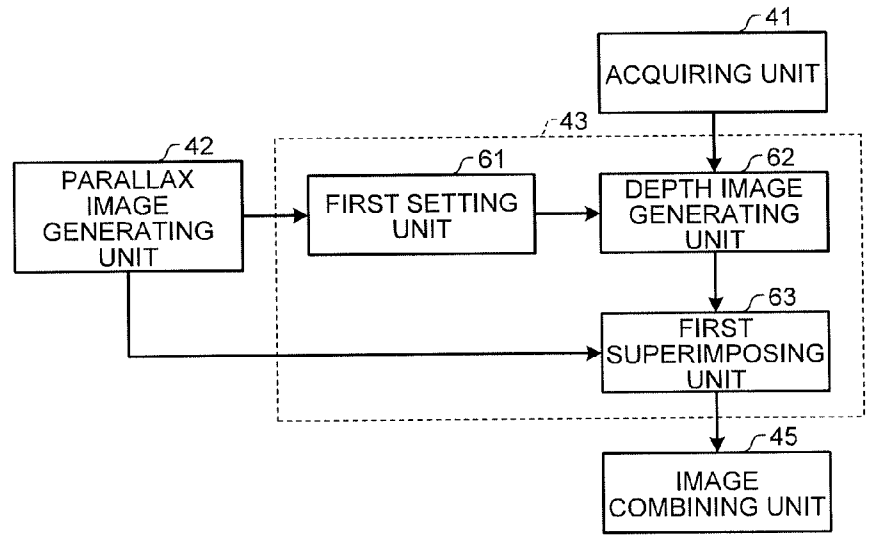 41
ACQUIRING UNIT
43
42
PARALLAX
IMAGE
GENERATING
UNIT
61
FIRST SETTING
UNIT
62
DEPTH IMAGE
GENERATING
UNIT
63
FIRST
SUPERIMPOSING
UNIT
45
IMAGE
COMBINING UNIT